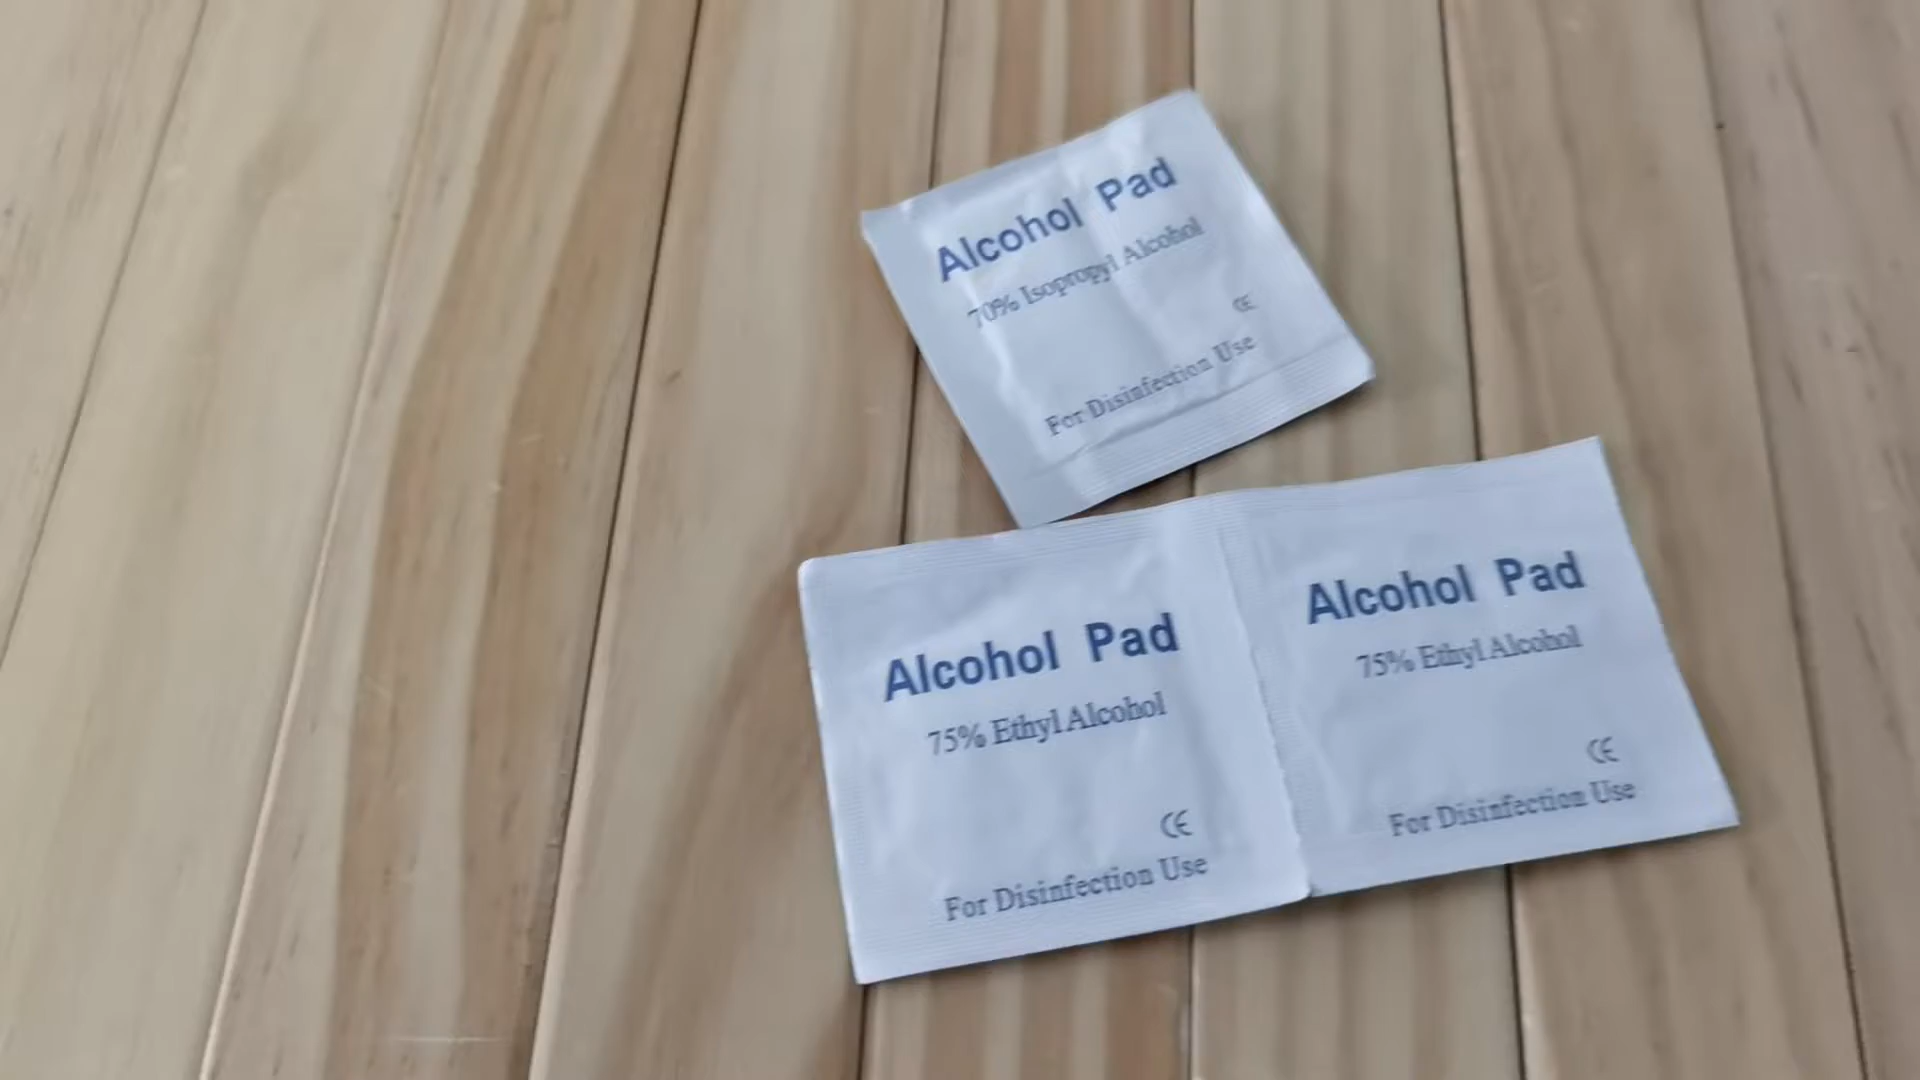 Alcohol Pad
70% Isopropyl Alcohol
CE
For Disinfection Use
Alcohol Pad
75% Ethyl Alcohol
CE
For Disinfection Use
Alcohol Pad
75% Ethyl Alcohol
CE
For Disinfection Use